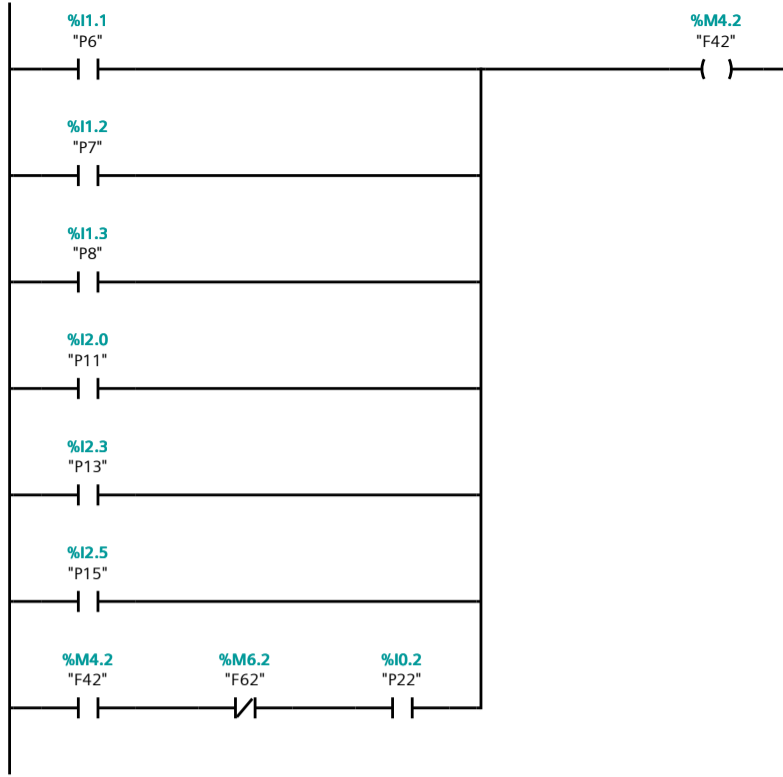 %I1.1
"P6"
%M4.2
"F42"
%I1.2
"P7"
%I1.3
"P8"
%I2.0
"P11"
%I2.3
"P13"
%I2.5
"P15"
%M4.2
"F42"
%M6.2
"F62"
%I0.2
"P22"